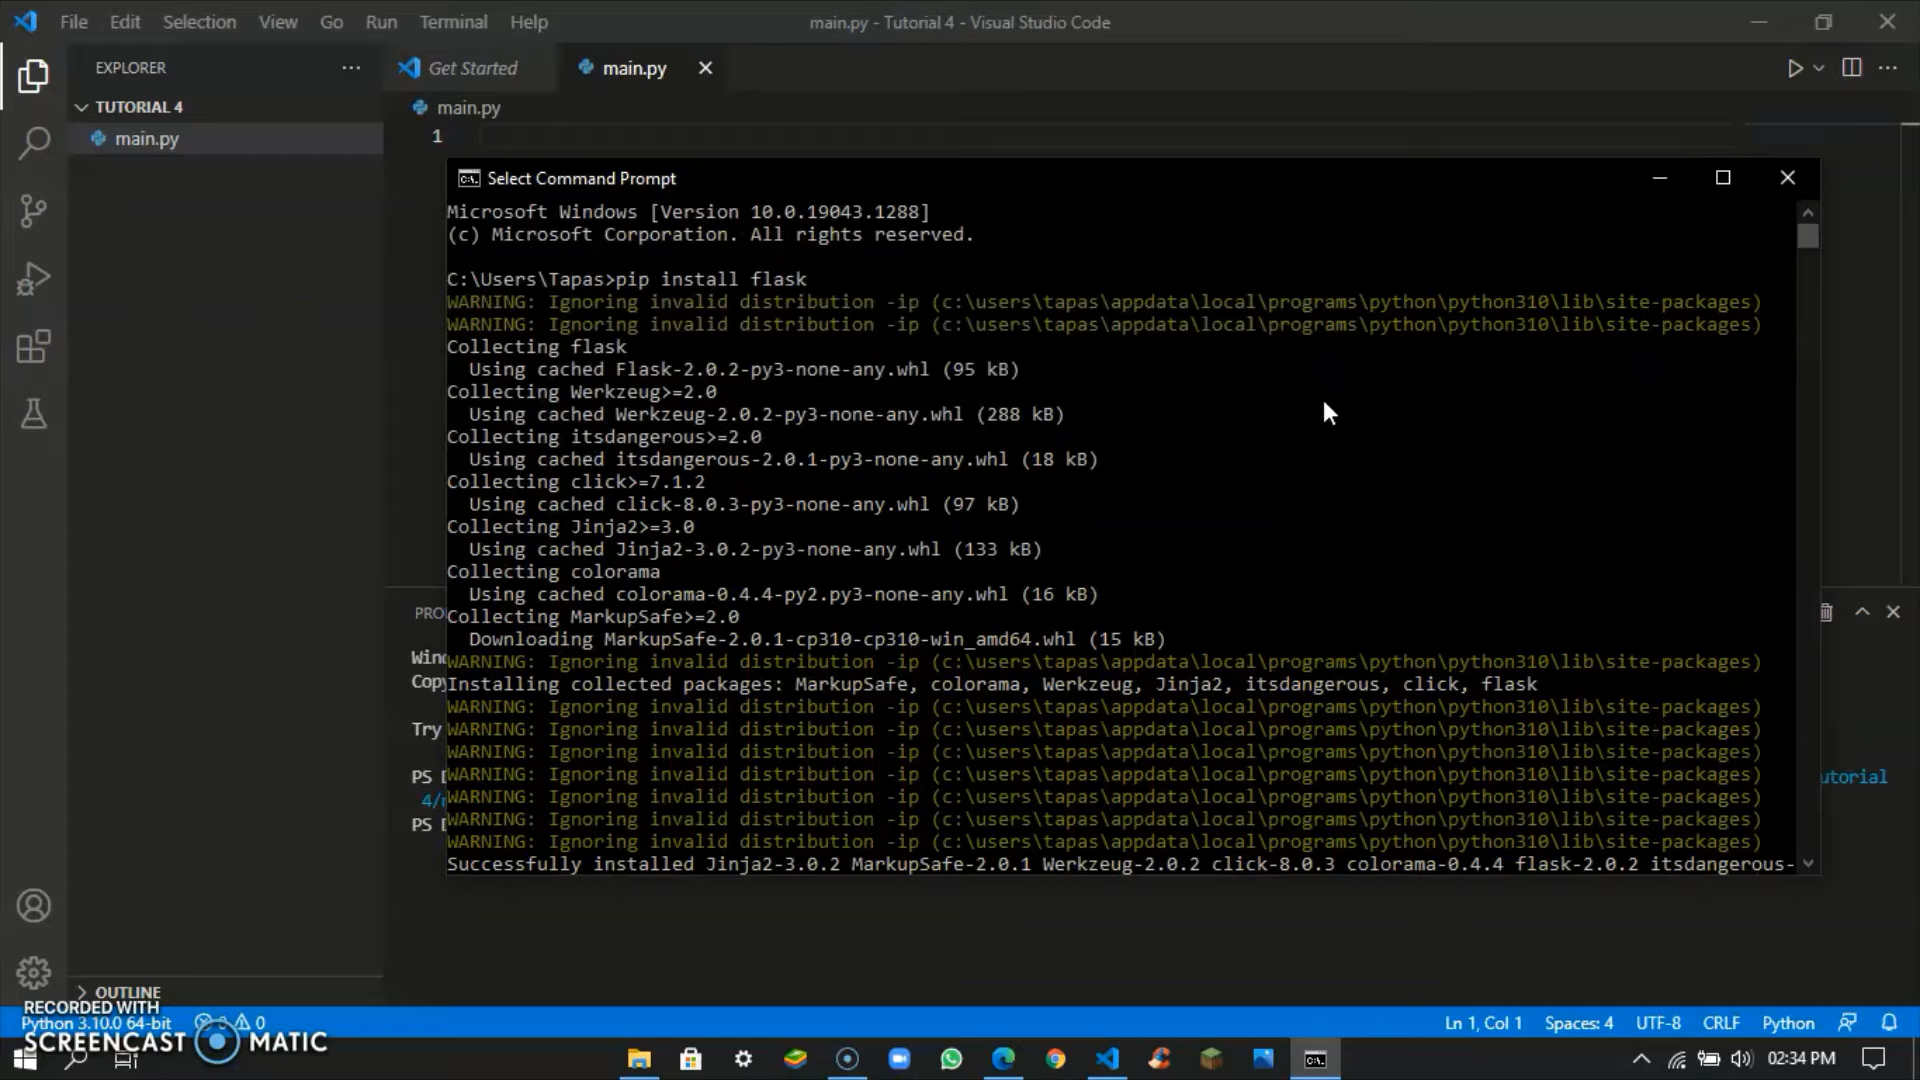 File Edit Selection View Go Run Terminal Help
main.py - Tutorial 4 - Visual Studio Code
EXPLORER
Get Started
main.py
TUTORIAL 4
main.py
main.py
1
Select Command Prompt
Microsoft Windows [Version 10.0.19043.1288]
(c) Microsoft Corporation. All rights reserved.
C:\Users\Tapas>pip install flask
WARNING: Ignoring invalid distribution -ip (c:\users\tapas\appdata\local\programs\python\python310\lib\site-packages)
WARNING: Ignoring invalid distribution -ip (c:\users\tapas\appdata\local\programs\python\python310\lib\site-packages)
Collecting flask
Using cached Flask-2.0.2-py3-none-any.whl (95 kB)
Collecting Werkzeug>=2.0
Using cached Werkzeug-2.0.2-py3-none-any.whl (288 kB)
Collecting itsdangerous>=2.0
Using cached itsdangerous-2.0.1-py3-none-any.whl (18 kB)
Collecting click>=7.1.2
Using cached click-8.0.3-py3-none-any.whl (97 kB)
Collecting Jinja2>=3.0
Using cached Jinja2-3.0.2-py3-none-any.whl (133 kB)
Collecting colorama
Using cached colorama-0.4.4-py2.py3-none-any.whl (16 kB)
Collecting MarkupSafe>=2.0
Downloading MarkupSafe-2.0.1-cp310-cp310-win_amd64.whl (15 kB)
WARNING: Ignoring invalid distribution -ip (c:\users\tapas\appdata\local\programs\python\python310\lib\site-packages)
Installing collected packages: MarkupSafe, colorama, Werkzeug, Jinja2, itsdangerous, click, flask
WARNING: Ignoring invalid distribution -ip (c:\users\tapas\appdata\local\programs\python\python310\lib\site-packages)
WARNING: Ignoring invalid distribution -ip (c:\users\tapas\appdata\local\programs\python\python310\lib\site-packages)
WARNING: Ignoring invalid distribution -ip (c:\users\tapas\appdata\local\programs\python\python310\lib\site-packages)
WARNING: Ignoring invalid distribution -ip (c:\users\tapas\appdata\local\programs\python\python310\lib\site-packages)
WARNING: Ignoring invalid distribution -ip (c:\users\tapas\appdata\local\programs\python\python310\lib\site-packages)
WARNING: Ignoring invalid distribution -ip (c:\users\tapas\appdata\local\programs\python\python310\lib\site-packages)
WARNING: Ignoring invalid distribution -ip (c:\users\tapas\appdata\local\programs\python\python310\lib\site-packages)
Successfully installed Jinja2-3.0.2 MarkupSafe-2.0.1 Werkzeug-2.0.2 click-8.0.3 colorama-0.4.4 flask-2.0.2 itsdangerous-
PRO
Wind
Copy
Try
PS D
utorial
4/
PS D
OUTLINE
RECORDED WITH
SCREENCAST MATIC
Python 3.10.0 64-bit
0
Ln 1, Col 1 Spaces: 4 UTF-8 CRLF Python
02:34 PM